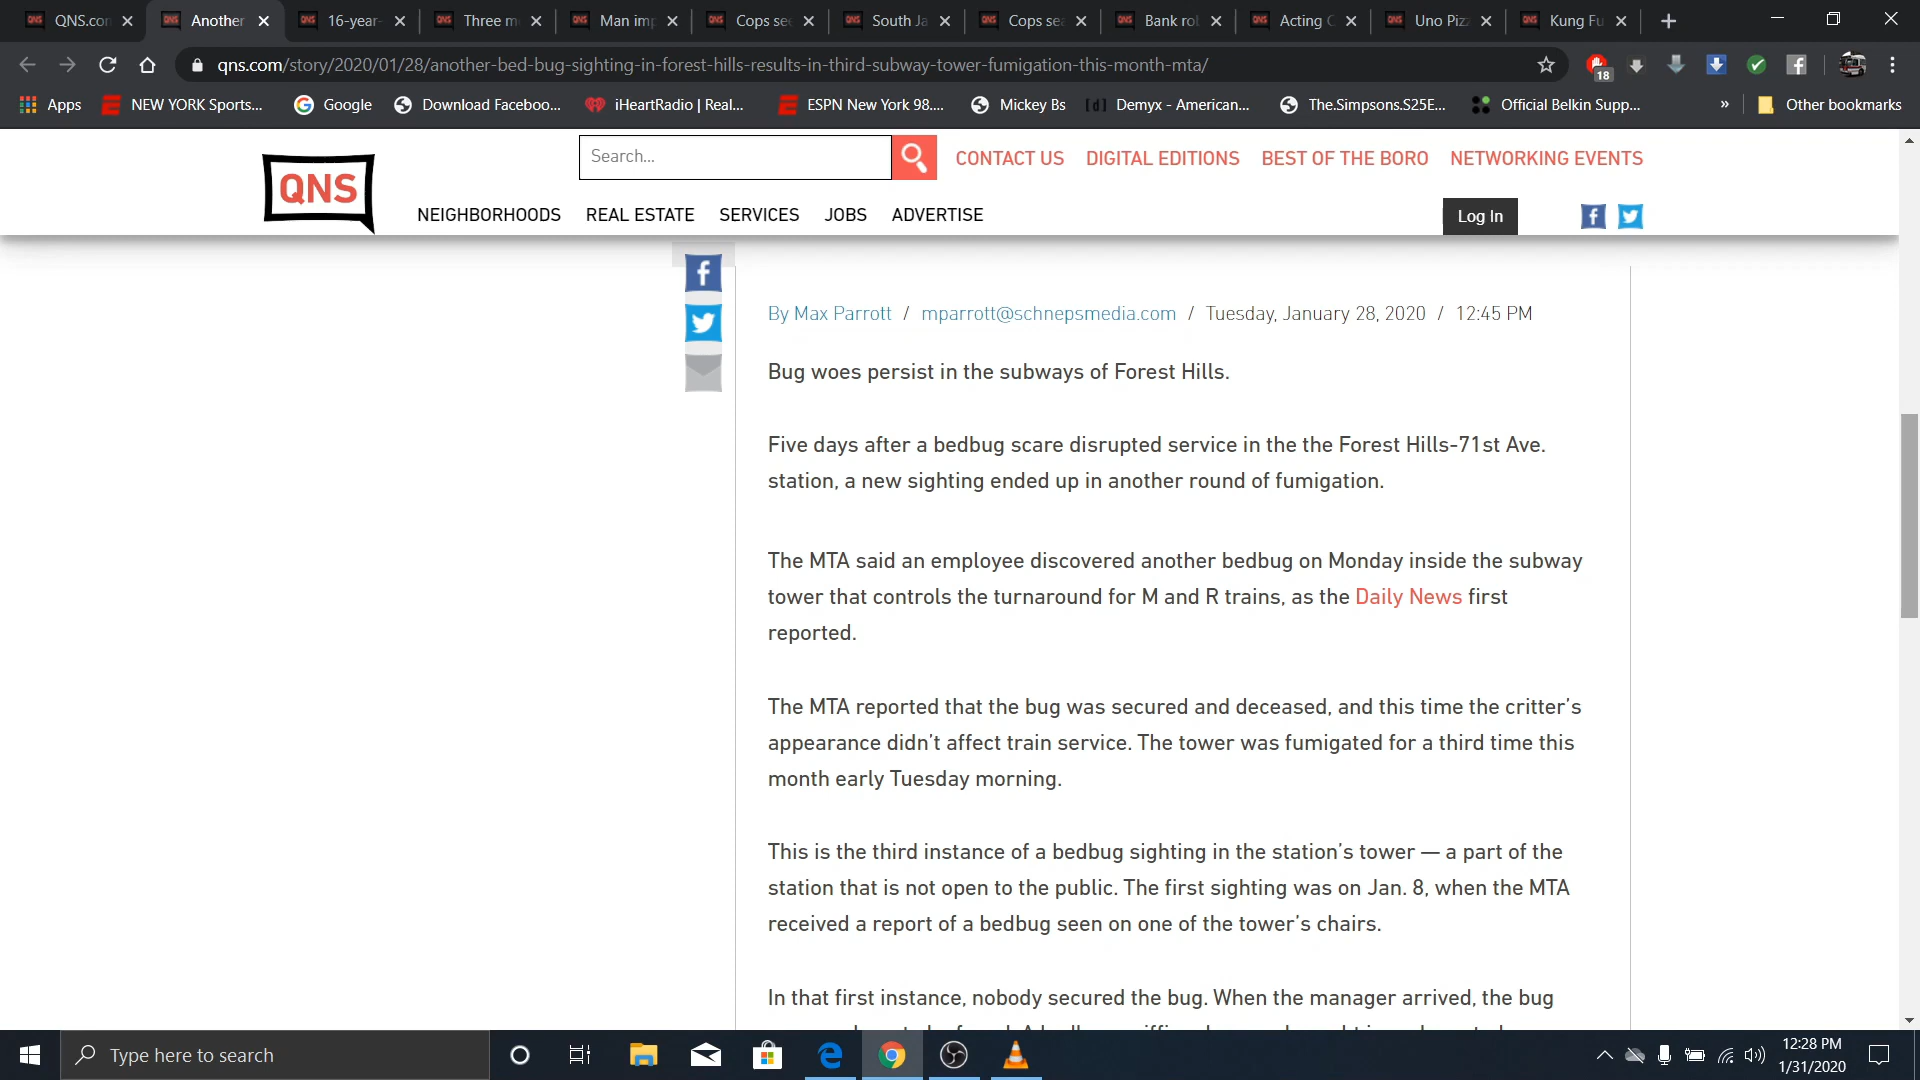 QNS.con
Another
16-year-
Three m
Man imp
Cops see
South Ja
Cops sea
Bank rol
Acting C
Uno Pizz
Kung Fu
qns.com/story/2020/01/28/another-bed-bug-sighting-in-forest-hills-results-in-third-subway-tower-fumigation-this-month-mta/
18
Apps
NEW YORK Sports...
Google
Download Faceboo...
iHeartRadio | Real...
ESPN New York 98....
Mickey Bs
[d] Demyx - American...
The.Simpsons.S25E...
Official Belkin Supp...
»
Other bookmarks
QNS
Search...
CONTACT US
DIGITAL EDITIONS
BEST OF THE BORO
NETWORKING EVENTS
NEIGHBORHOODS
REAL ESTATE
SERVICES
JOBS
ADVERTISE
Log In
By Max Parrott / mparrott@schnepsmedia.com / Tuesday, January 28, 2020 / 12:45 PM
Bug woes persist in the subways of Forest Hills.
Five days after a bedbug scare disrupted service in the the Forest Hills-71st Ave.
station, a new sighting ended up in another round of fumigation.
The MTA said an employee discovered another bedbug on Monday inside the subway
tower that controls the turnaround for M and R trains, as the Daily News first
reported.
The MTA reported that the bug was secured and deceased, and this time the critter's
appearance didn't affect train service. The tower was fumigated for a third time this
month early Tuesday morning.
This is the third instance of a bedbug sighting in the station's tower — a part of the
station that is not open to the public. The first sighting was on Jan. 8, when the MTA
received a report of a bedbug seen on one of the tower's chairs.
In that first instance, nobody secured the bug. When the manager arrived, the bug
Type here to search
12:28 PM
1/31/2020